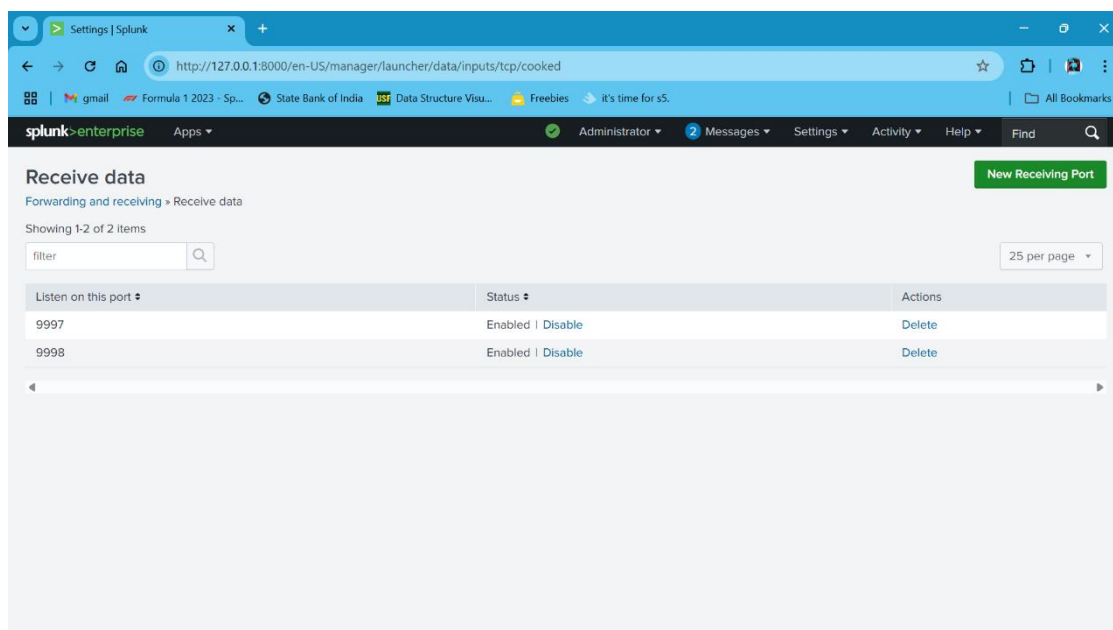 Settings | Splunk
http://127.0.0.1:8000/en-US/manager/launcher/data/inputs/tcp/cooked
gmail Formula 1 2023 - Sp... State Bank of India USF Data Structure Visu... Freebies it's time for s5. All Bookmarks
splunk>enterprise Apps Administrator 2 Messages Settings Activity Help Find
Receive data New Receiving Port
Forwarding and receiving » Receive data
Showing 1-2 of 2 items
filter 25 per page
Listen on this port Status Actions
9997 Enabled | Disable Delete
9998 Enabled | Disable Delete